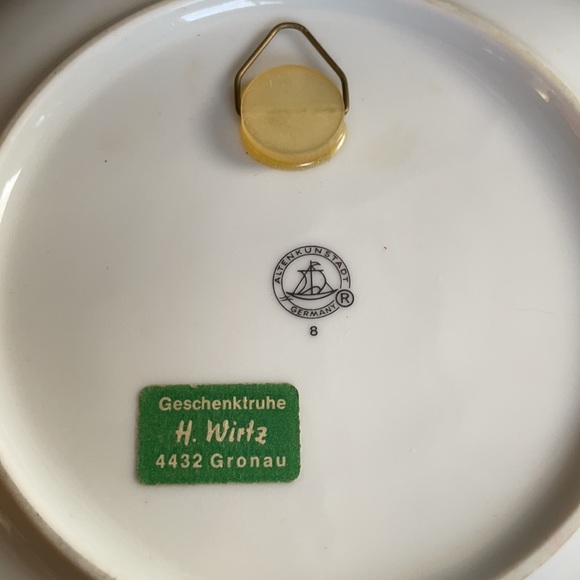 ALTENKUNSTADT
GERMANY
®
8
Geschenktruhe
H. Wirtz
4432 Gronau